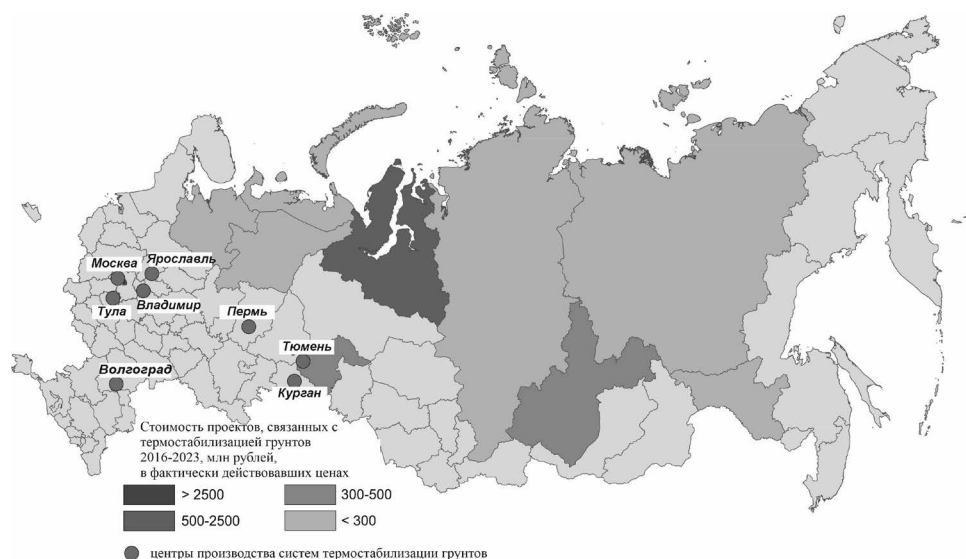 Москва
Ярославль
Тула
Владимир
Пермь
Тюмень
Курган
Волгоград
Стоимость проектов, связанных с
термостабилизацией грунтов
2016-2023, млн рублей,
в фактически действовавших ценах
> 2500
300-500
500-2500
< 300
центры производства систем термостабилизации грунтов